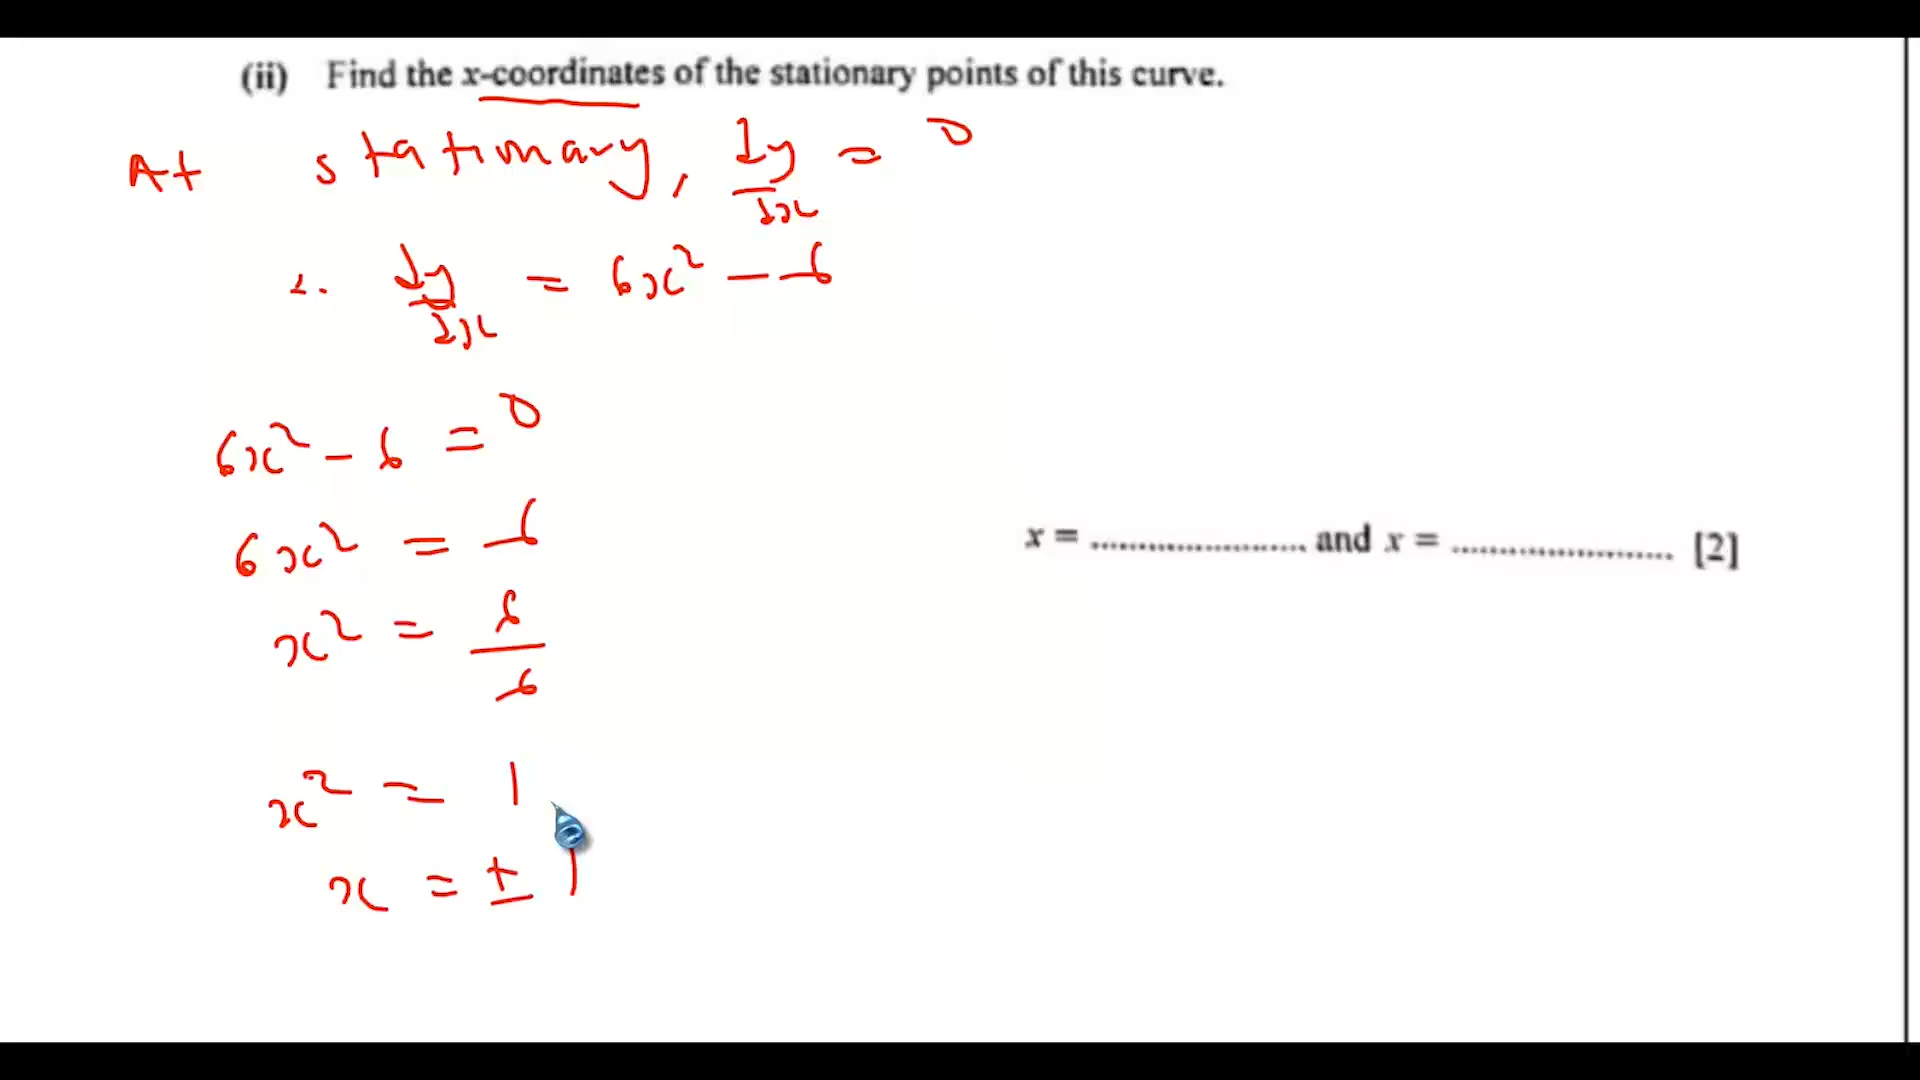 (ii) Find the x-coordinates of the stationary points of this curve.
At stationary, dy/dx = 0
∴ dy/dx = 6x² - 6
6x² - 6 = 0
6x² = 6
x = ........................ and x = ........................ [2]
x² = 6/6
x² = 1
x = ± 1